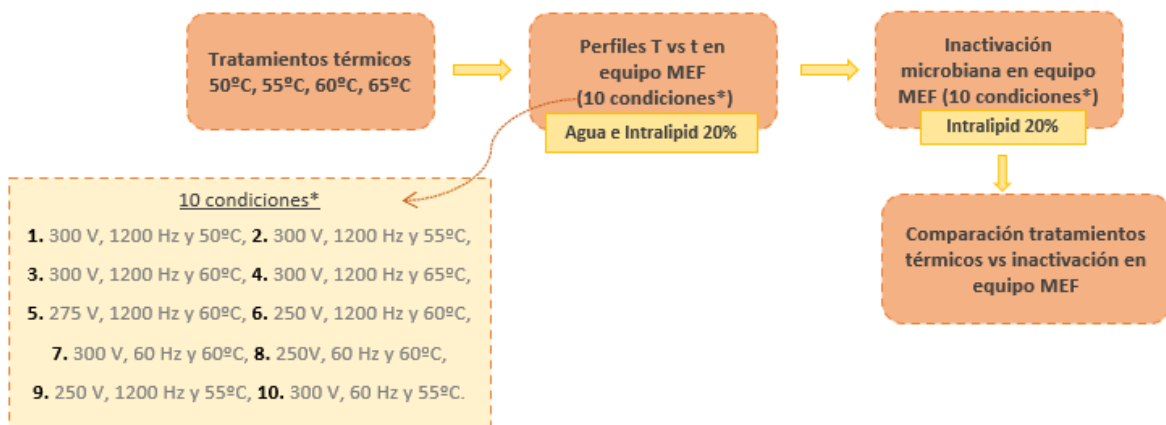 Tratamientos térmicos
50ºC, 55ºC, 60ºC, 65ºC
Perfiles T vs t en
equipo MEF
(10 condiciones*)
Agua e Intralipid 20%
Inactivación
microbiana en equipo
MEF (10 condiciones*)
Intralipid 20%
10 condiciones*
1. 300 V, 1200 Hz y 50ºC, 2. 300 V, 1200 Hz y 55ºC,
3. 300 V, 1200 Hz y 60ºC, 4. 300 V, 1200 Hz y 65ºC,
5. 275 V, 1200 Hz y 60ºC, 6. 250 V, 1200 Hz y 60ºC,
7. 300 V, 60 Hz y 60ºC, 8. 250V, 60 Hz y 60ºC,
9. 250 V, 1200 Hz y 55ºC, 10. 300 V, 60 Hz y 55ºC.
Comparación tratamientos
térmicos vs inactivación en
equipo MEF